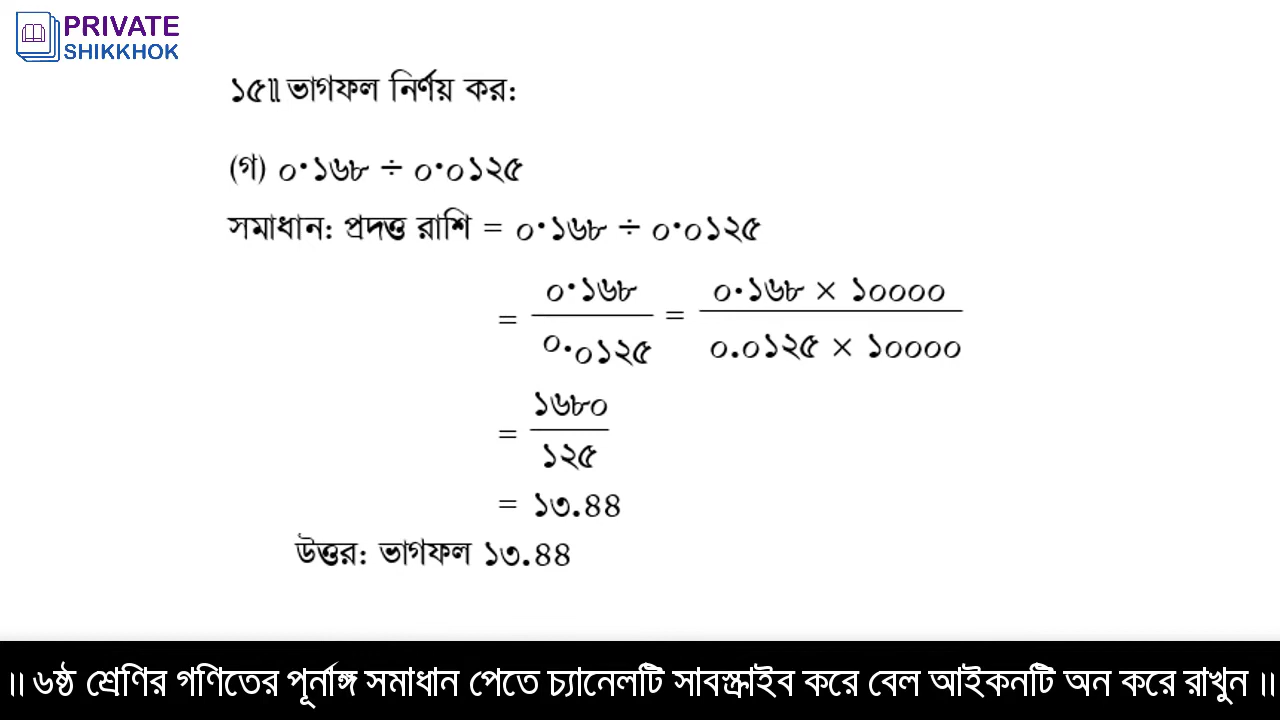 PRIVATE
SHIKKHOK
১৫॥ ভাগফল নির্ণয় কর:
(গ) ০·১৬৮ ÷ ০·০১২৫
সমাধান: প্রদত্ত রাশি = ০·১৬৮ ÷ ০·০১২৫
= ০·১৬৮ / ০·০১২৫ = ০.১৬৮ × ১০০০০ / ০.০১২৫ × ১০০০০
= ১৬৮০ / ১২৫
= ১৩.৪৪
উত্তর: ভাগফল ১৩.৪৪
॥ ৬ষ্ঠ শ্রেণির গণিতের পূর্নাঙ্গ সমাধান পেতে চ্যানেলটি সাবস্ক্রাইব করে বেল আইকনটি অন করে রাখুন ॥